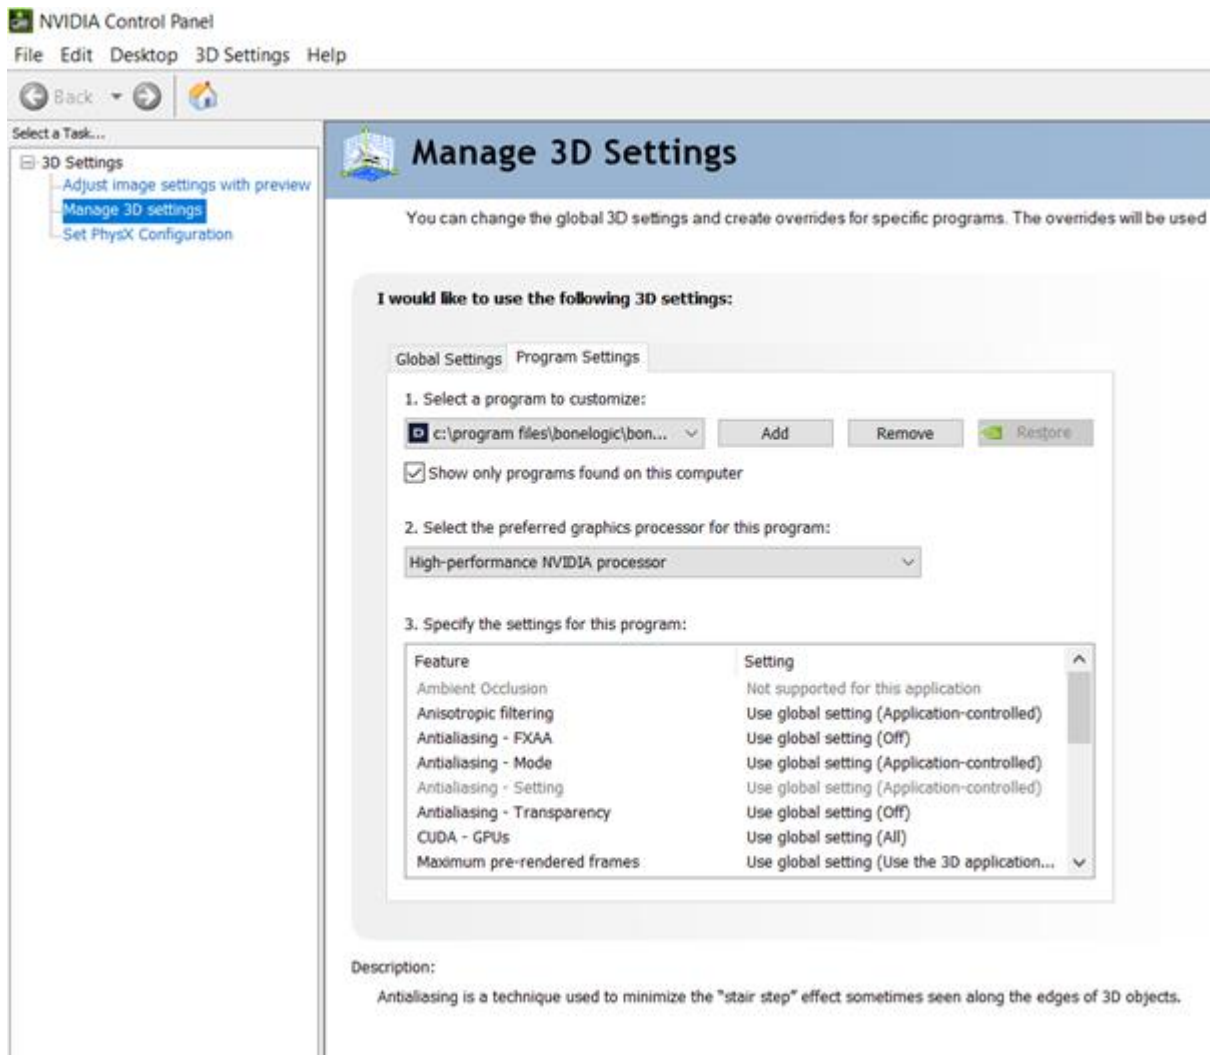 NVIDIA Control Panel
File Edit Desktop 3D Settings Help
Back
Select a Task...
3D Settings
Adjust image settings with preview
Manage 3D settings
Set PhysX Configuration
Manage 3D Settings
You can change the global 3D settings and create overrides for specific programs. The overrides will be used
I would like to use the following 3D settings:
Global Settings Program Settings
1. Select a program to customize:
c:\program files\bonelogic\bon... Add Remove Restore
Show only programs found on this computer
2. Select the preferred graphics processor for this program:
High-performance NVIDIA processor
3. Specify the settings for this program:
Feature Setting
Ambient Occlusion Not supported for this application
Anisotropic filtering Use global setting (Application-controlled)
Antialiasing - FXAA Use global setting (Off)
Antialiasing - Mode Use global setting (Application-controlled)
Antialiasing - Setting Use global setting (Application-controlled)
Antialiasing - Transparency Use global setting (Off)
CUDA - GPUs Use global setting (All)
Maximum pre-rendered frames Use global setting (Use the 3D application...
Description:
Antialiasing is a technique used to minimize the "stair step" effect sometimes seen along the edges of 3D objects.